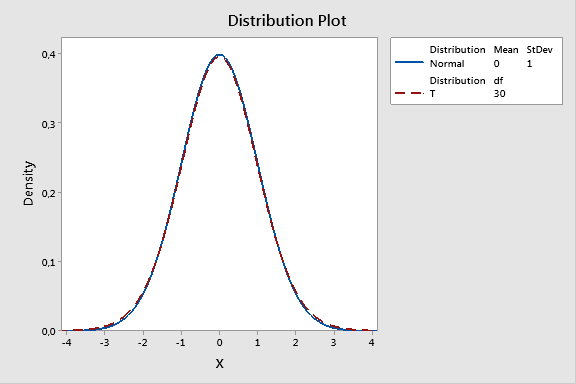 Distribution Plot
0,4
0,3
0,2
0,1
0,0
Density
-4 -3 -2 -1 0 1 2 3 4
X
Distribution Mean StDev
Normal 0 1
Distribution df
T 30